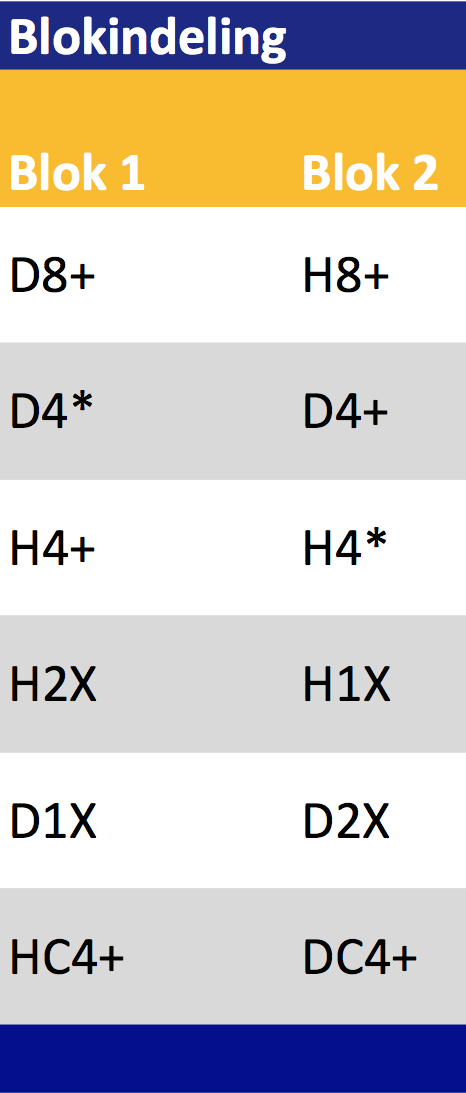 Blokindeling
Blok 1 Blok 2
D8+ H8+
D4* D4+
H4+ H4*
H2X H1X
D1X D2X
HC4+ DC4+